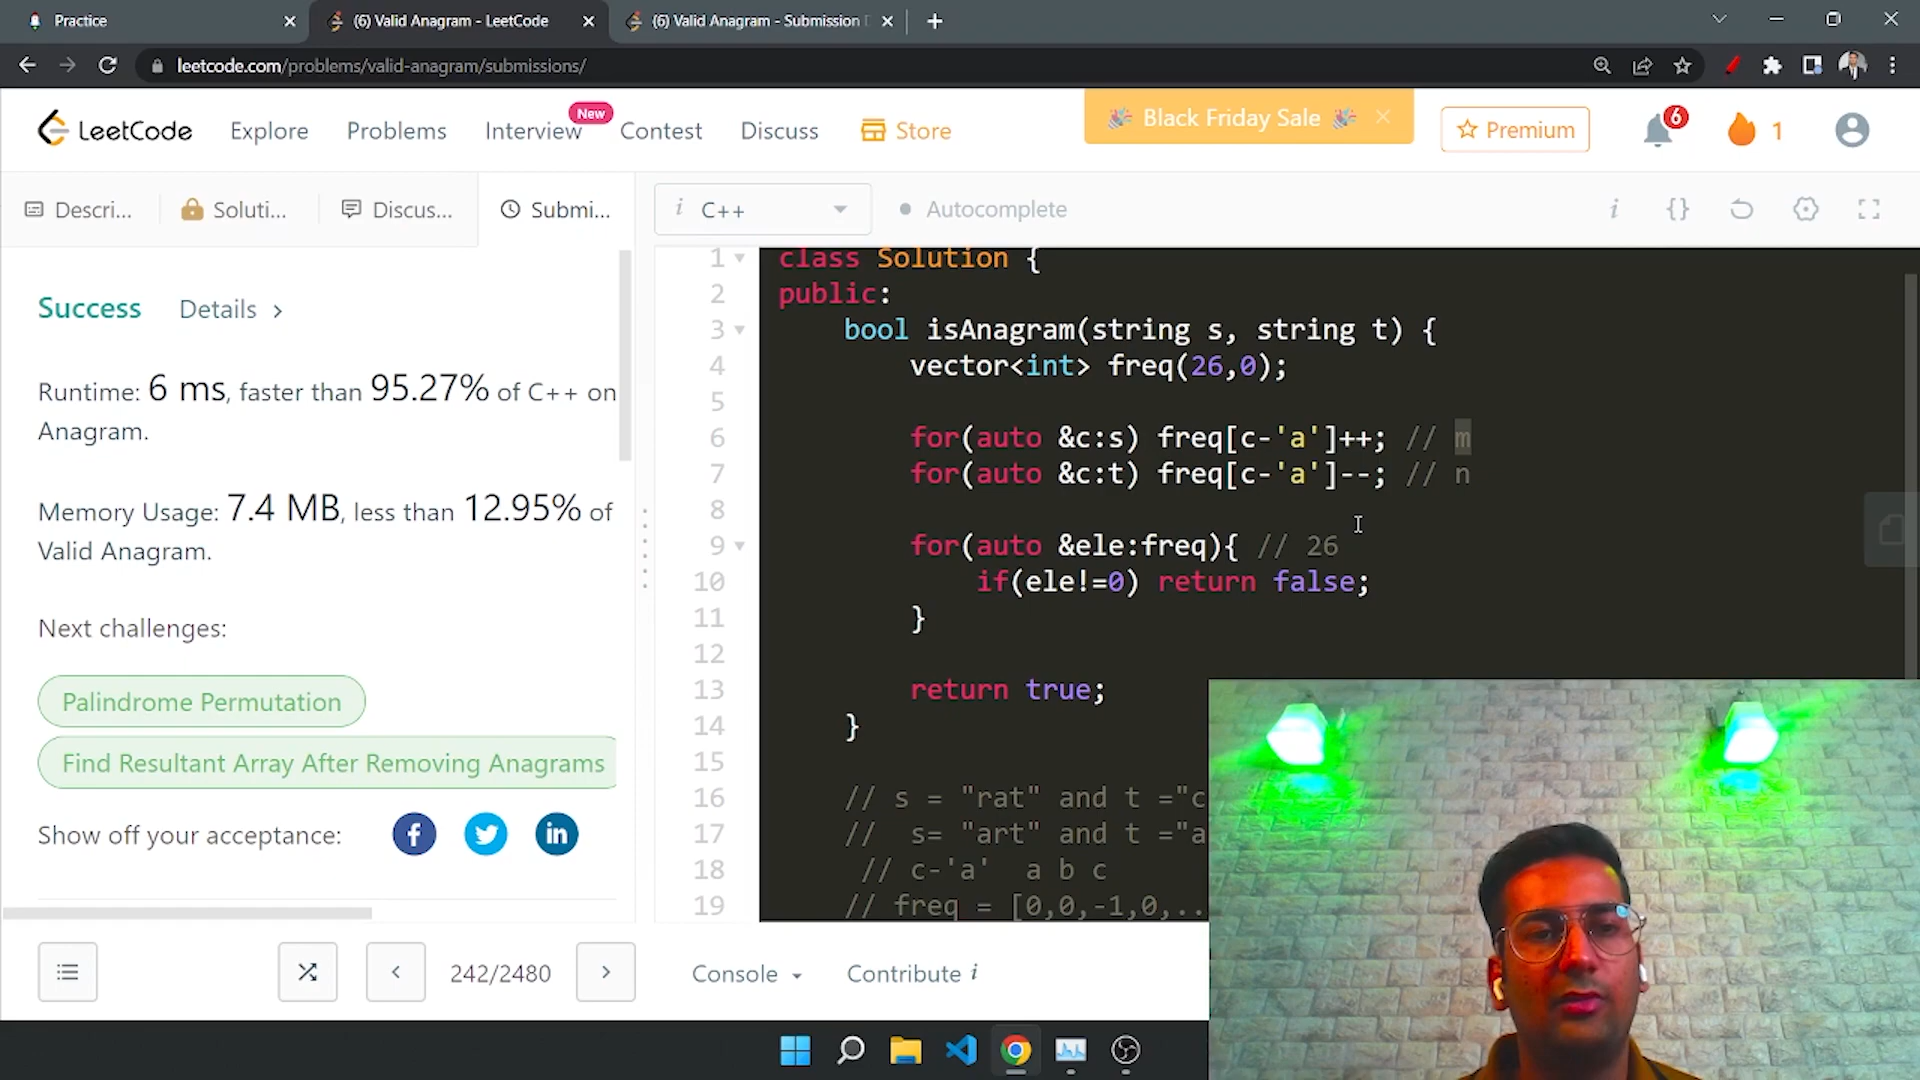 Practice
(6) Valid Anagram - LeetCode
(6) Valid Anagram - Submission D
leetcode.com/problems/valid-anagram/submissions/
LeetCode
Explore
Problems
Interview
New
Contest
Discuss
Store
Black Friday Sale
Premium
6
1
Descri...
Soluti...
Discus...
Submi...
i C++
Autocomplete
Success
Details >
Runtime: 6 ms, faster than 95.27% of C++ on
Anagram.
Memory Usage: 7.4 MB, less than 12.95% of
Valid Anagram.
Next challenges:
Palindrome Permutation
Find Resultant Array After Removing Anagrams
Show off your acceptance:
1 class Solution {
2 public:
3 bool isAnagram(string s, string t) {
4 vector<int> freq(26,0);
5
6 for(auto &c:s) freq[c-'a']++; // m
7 for(auto &c:t) freq[c-'a']--; // n
8
9 for(auto &ele:freq){ // 26
10 if(ele!=0) return false;
11 }
12
13 return true;
14 }
15
16 // s = "rat" and t ="c
17 // s= "art" and t ="a
18 // c-'a' a b c
19 // freq = [0,0,-1,0,..
242/2480
Console
Contribute i